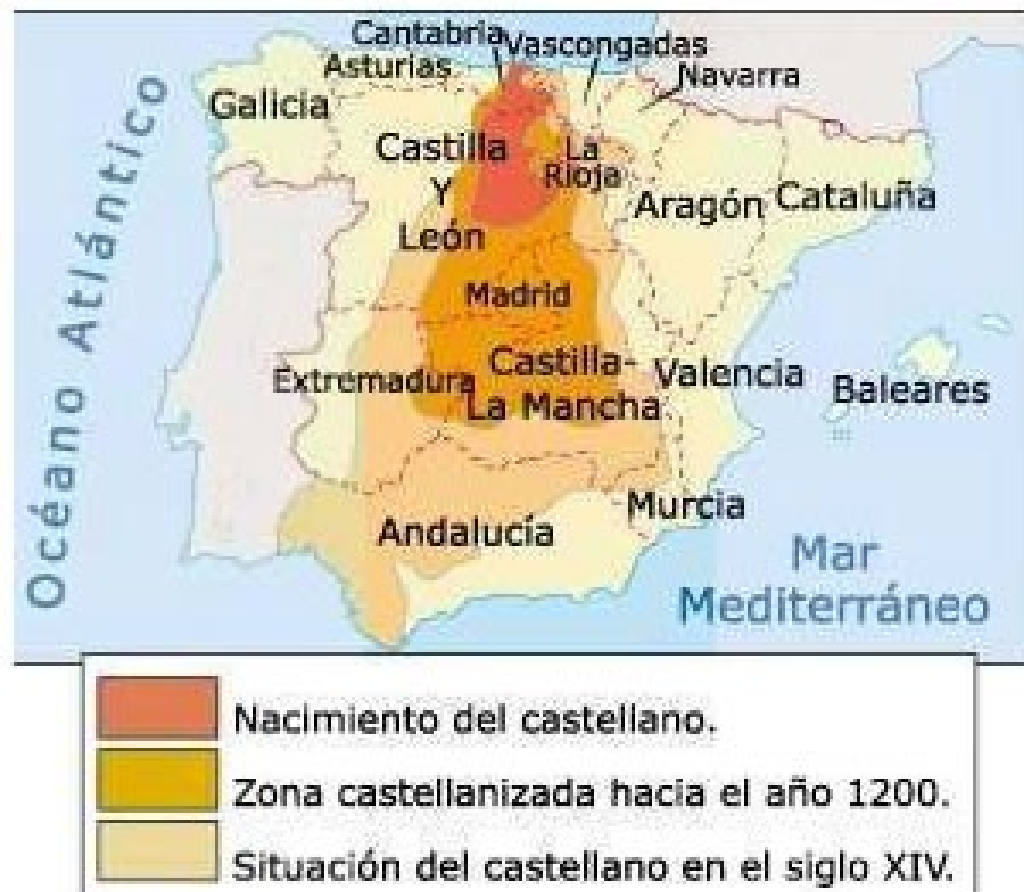 Cantabria
Vascongadas
Asturias
Navarra
Galicia
Castilla
Y
León
La
Rioja
Aragón
Cataluña
Océano Atlántico
Madrid
Castilla-
La Mancha
Extremadura
Valencia
Baleares
Murcia
Andalucía
Mar
Mediterráneo
Nacimiento del castellano.
Zona castellanizada hacia el año 1200.
Situación del castellano en el siglo XIV.